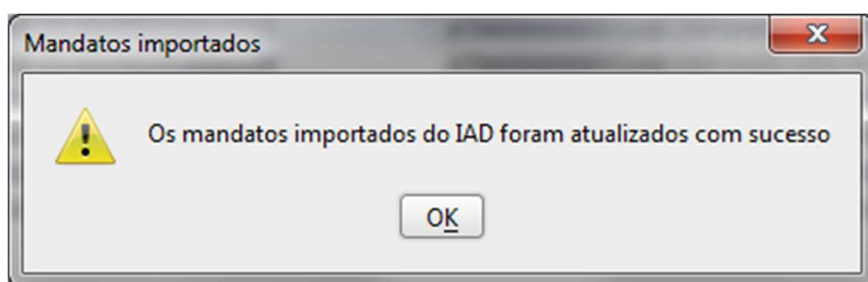 Mandatos importados
Os mandatos importados do IAD foram atualizados com sucesso
OK